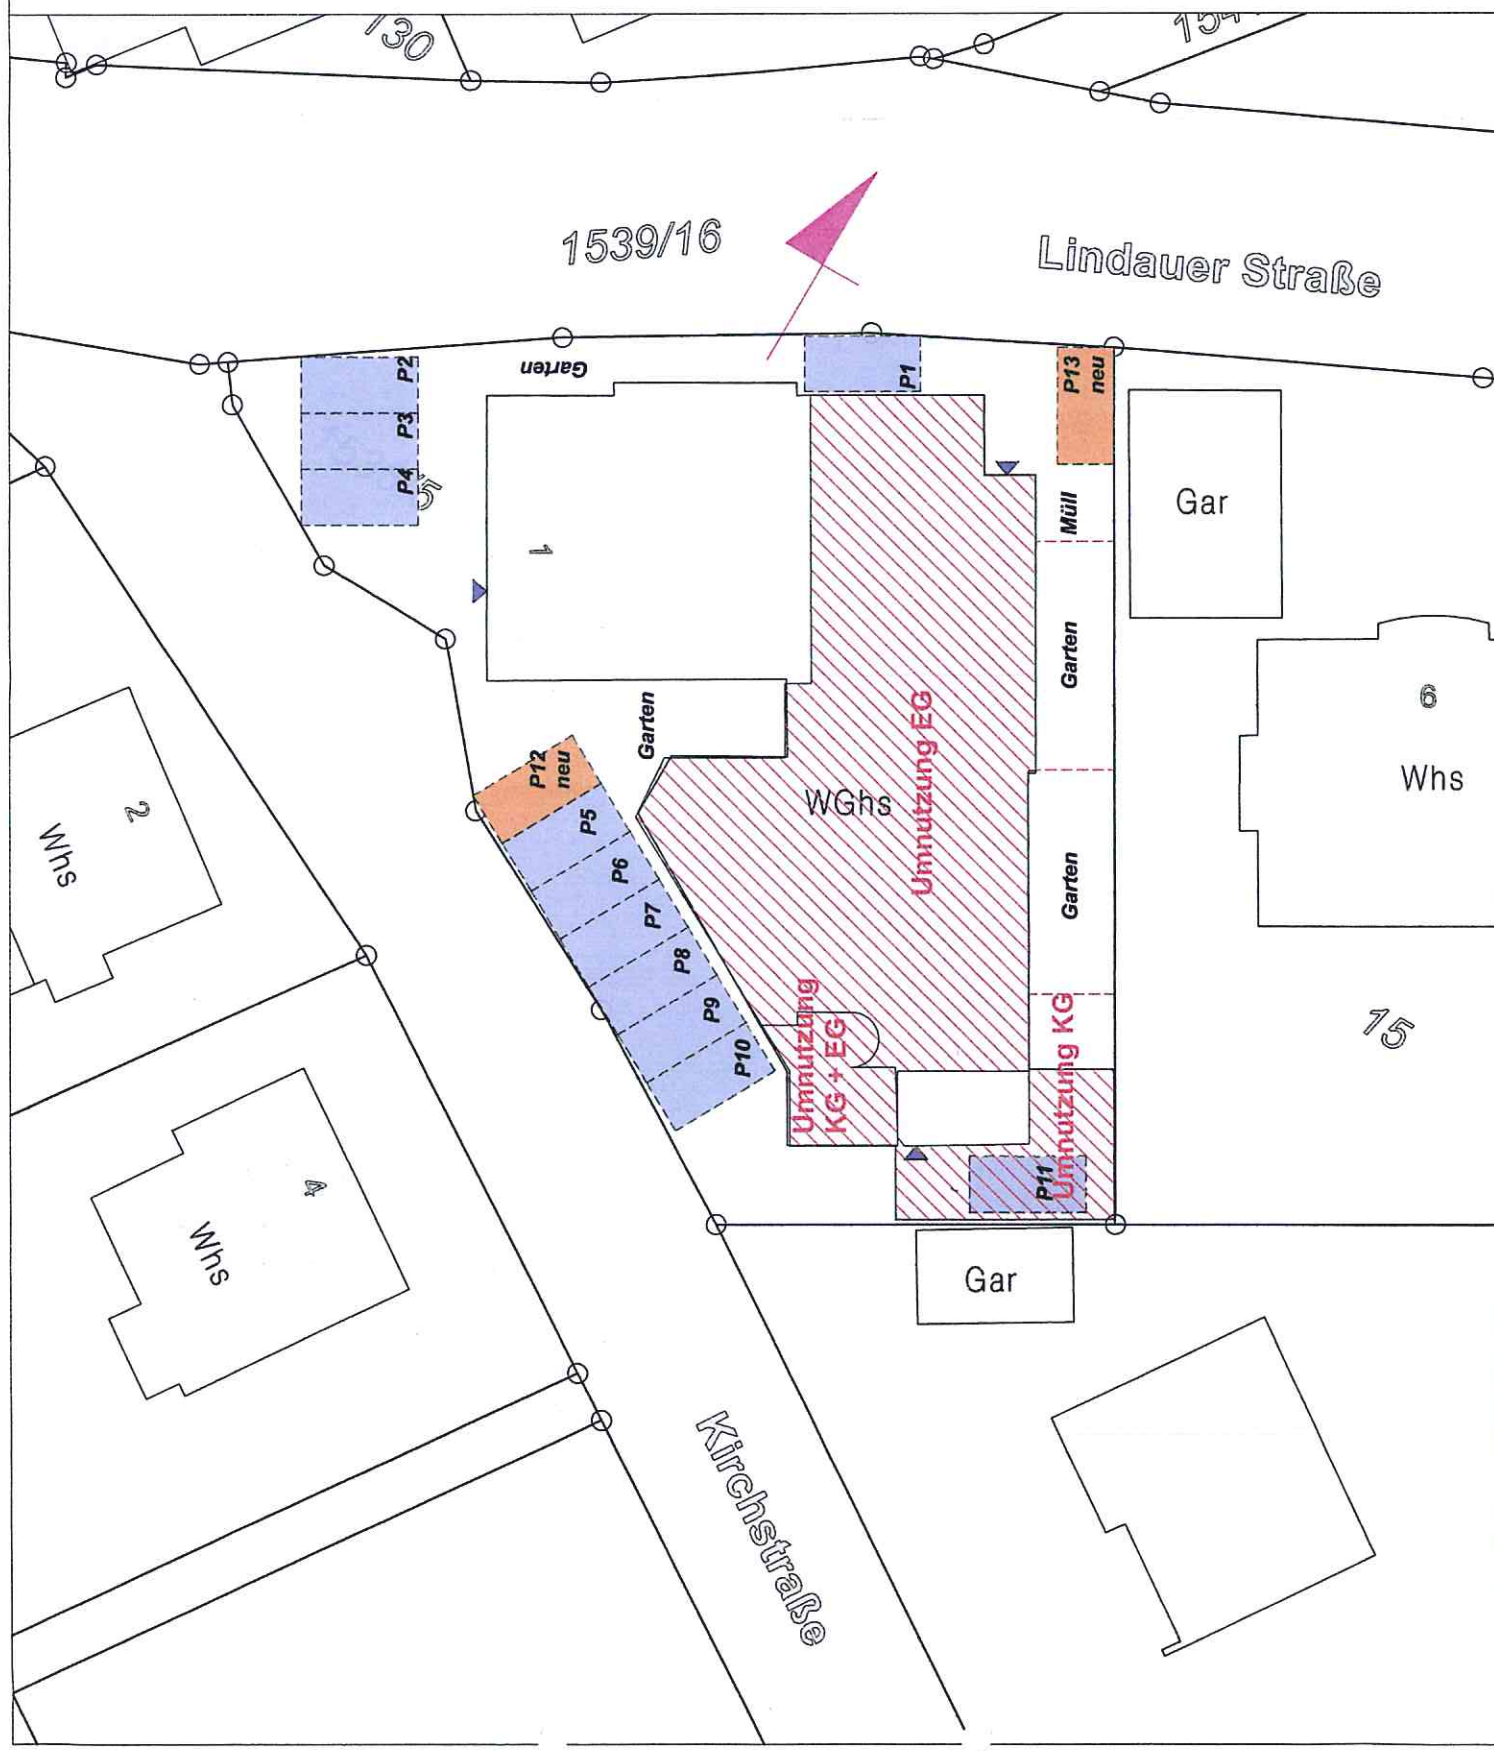 130
154
1539/16
Lindauer Straße
P2
P3
P4
5
Garten
P1
P13
neu
Müll
Gar
1
Garten
Garten
6
Whs
Umnutzung EG
WGhs
P12
neu
P5
P6
P7
P8
P9
P10
2
Whs
Garten
Umnutzung
KG + EG
Umnutzung KG
P11
15
4
Whs
Gar
Kirchstraße